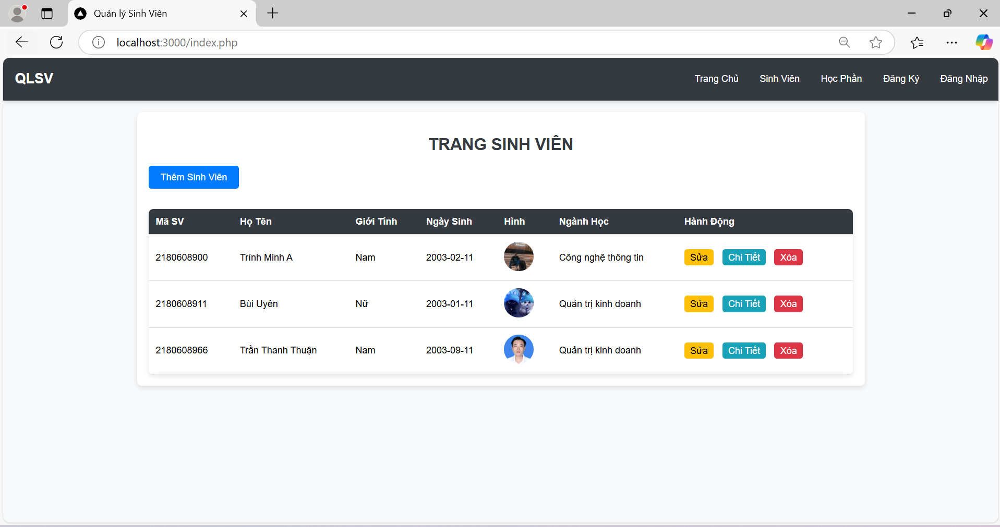 Quản lý Sinh Viên
localhost:3000/index.php
QLSV Trang Chủ Sinh Viên Học Phần Đăng Ký Đăng Nhập
TRANG SINH VIÊN
Thêm Sinh Viên
Mã SV Họ Tên Giới Tính Ngày Sinh Hình Ngành Học Hành Động
2180608900 Trình Minh A Nam 2003-02-11 Công nghệ thông tin Sửa Chi Tiết Xóa
2180608911 Bùi Uyên Nữ 2003-01-11 Quản trị kinh doanh Sửa Chi Tiết Xóa
2180608966 Trần Thanh Thuận Nam 2003-09-11 Quản trị kinh doanh Sửa Chi Tiết Xóa